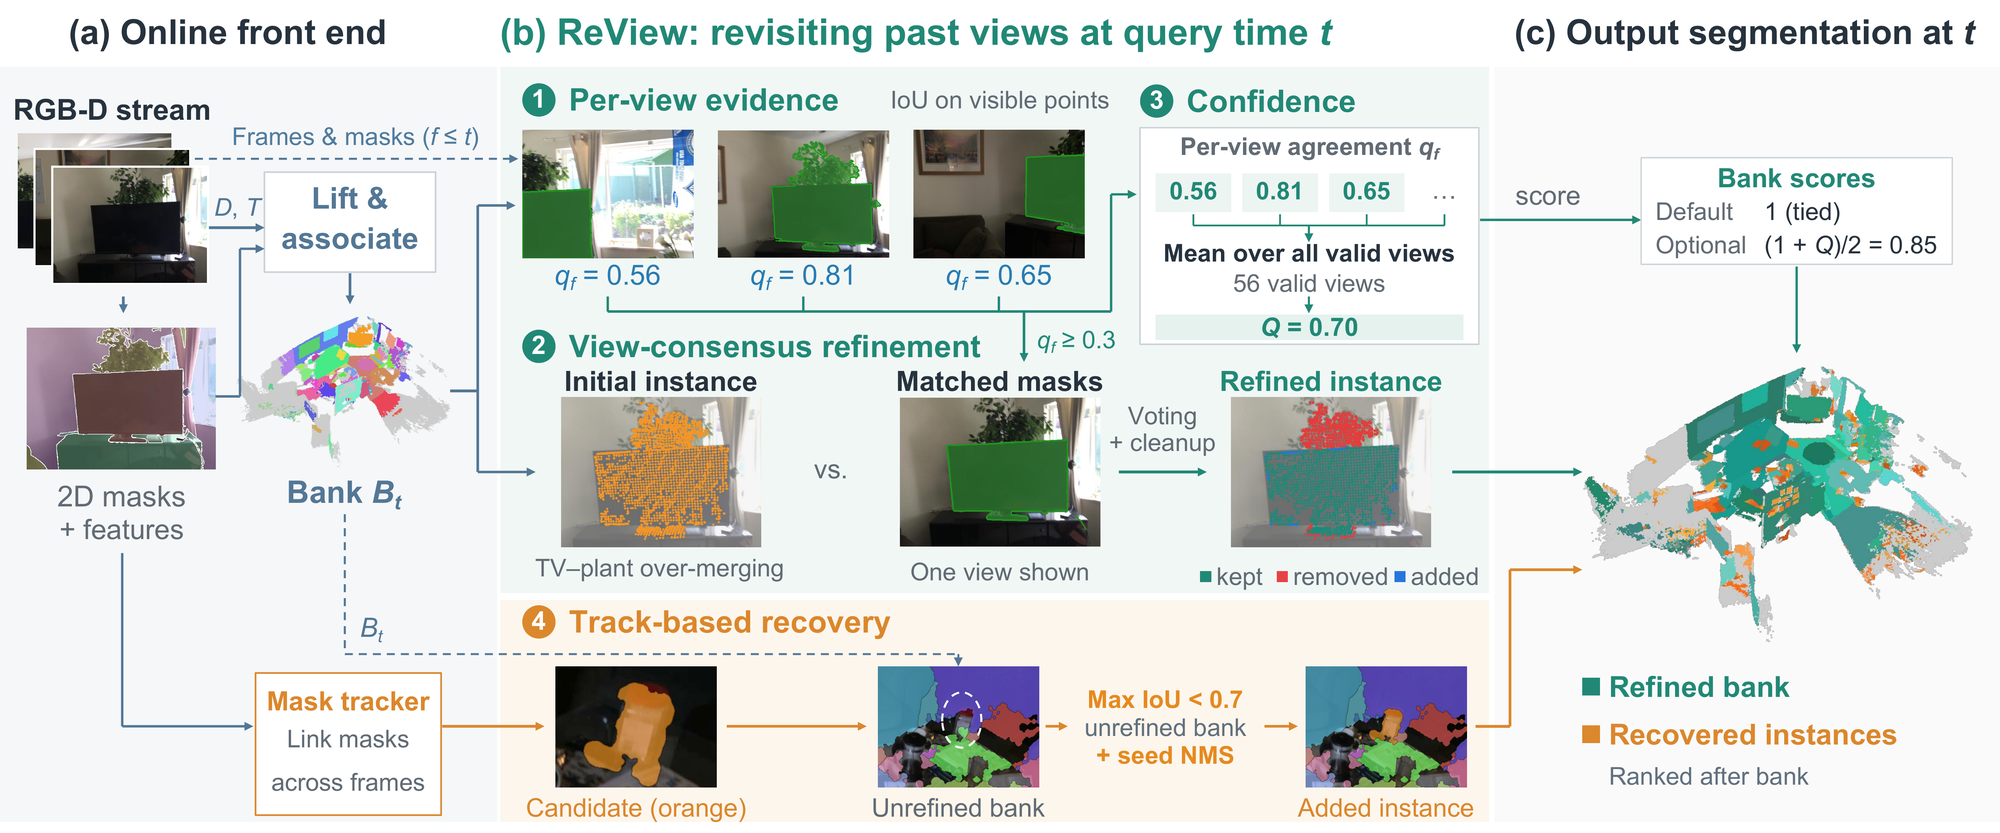 (a) Online front end
RGB-D stream
Frames & masks (f ≤ t)
D, T
Lift &
associate
2D masks
+ features
Bank Bt
Bt
Mask tracker
Link masks
across frames
(b) ReView: revisiting past views at query time t
1 Per-view evidence
IoU on visible points
qf = 0.56
qf = 0.81
qf = 0.65
qf ≥ 0.3
3 Confidence
Per-view agreement qf
0.56 0.81 0.65 ...
Mean over all valid views
56 valid views
Q = 0.70
2 View-consensus refinement
Initial instance
Matched masks
Refined instance
vs.
Voting
+ cleanup
TV–plant over-merging
One view shown
kept removed added
4 Track-based recovery
Candidate (orange)
Unrefined bank
Max IoU < 0.7
unrefined bank
+ seed NMS
Added instance
(c) Output segmentation at t
score
Bank scores
Default 1 (tied)
Optional (1 + Q)/2 = 0.85
Refined bank
Recovered instances
Ranked after bank